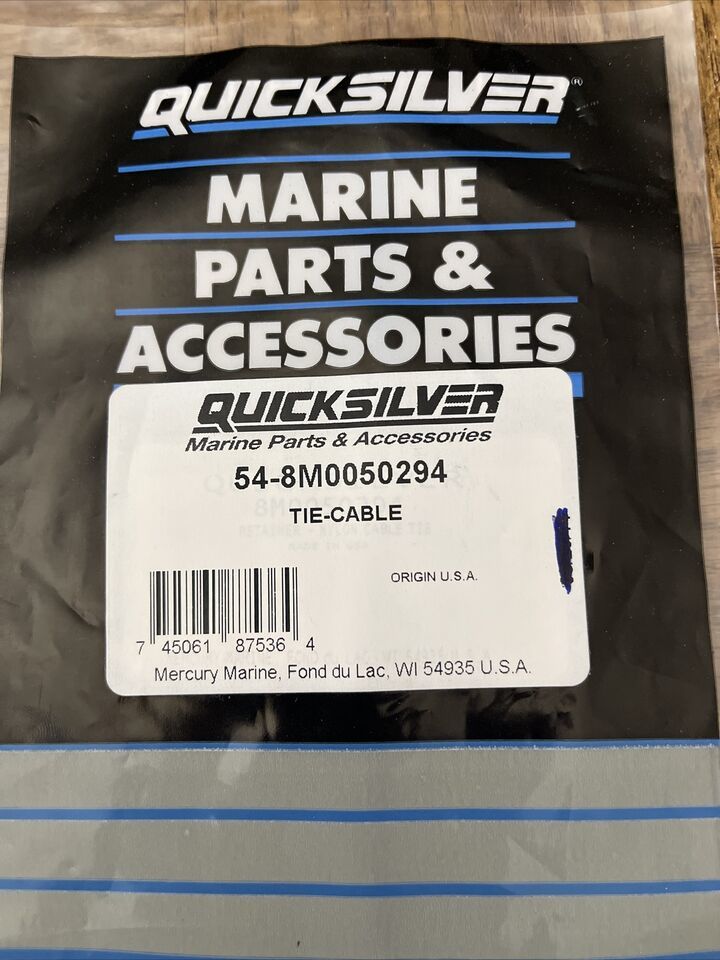 QUICKSILVER®
MARINE
PARTS &
ACCESSORIES
QUICKSILVER
Marine Parts & Accessories
54-8M0050294
TIE-CABLE
ORIGIN U.S.A.
7 45061 87536 4
Mercury Marine, Fond du Lac, WI 54935 U.S.A.